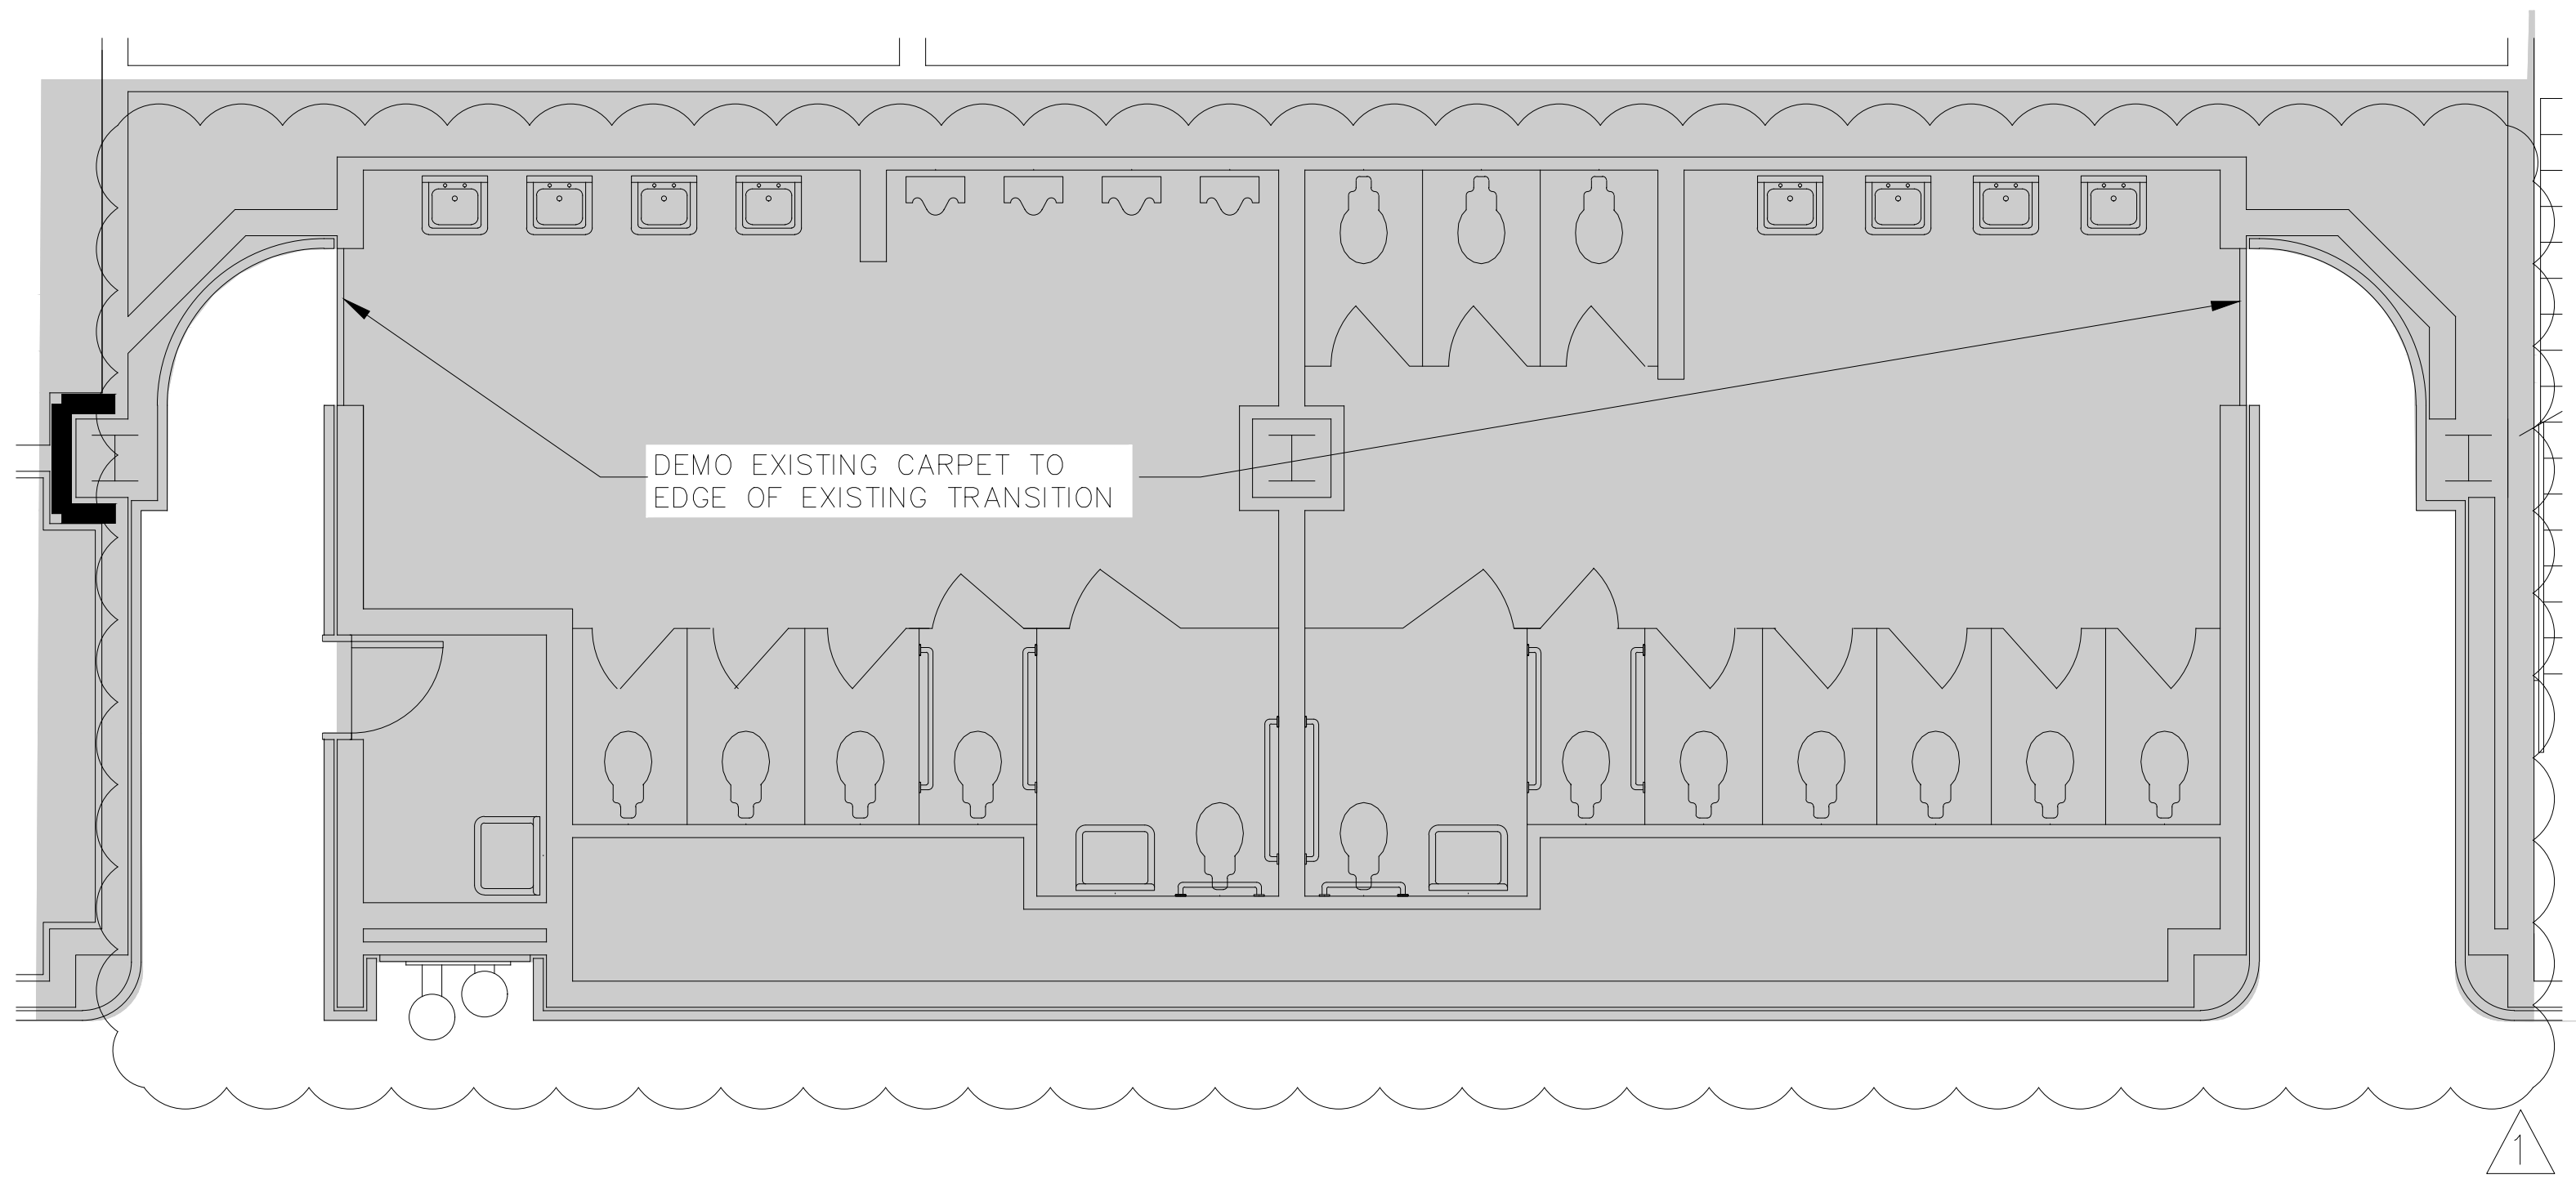 DEMO EXISTING CARPET TO
EDGE OF EXISTING TRANSITION
1